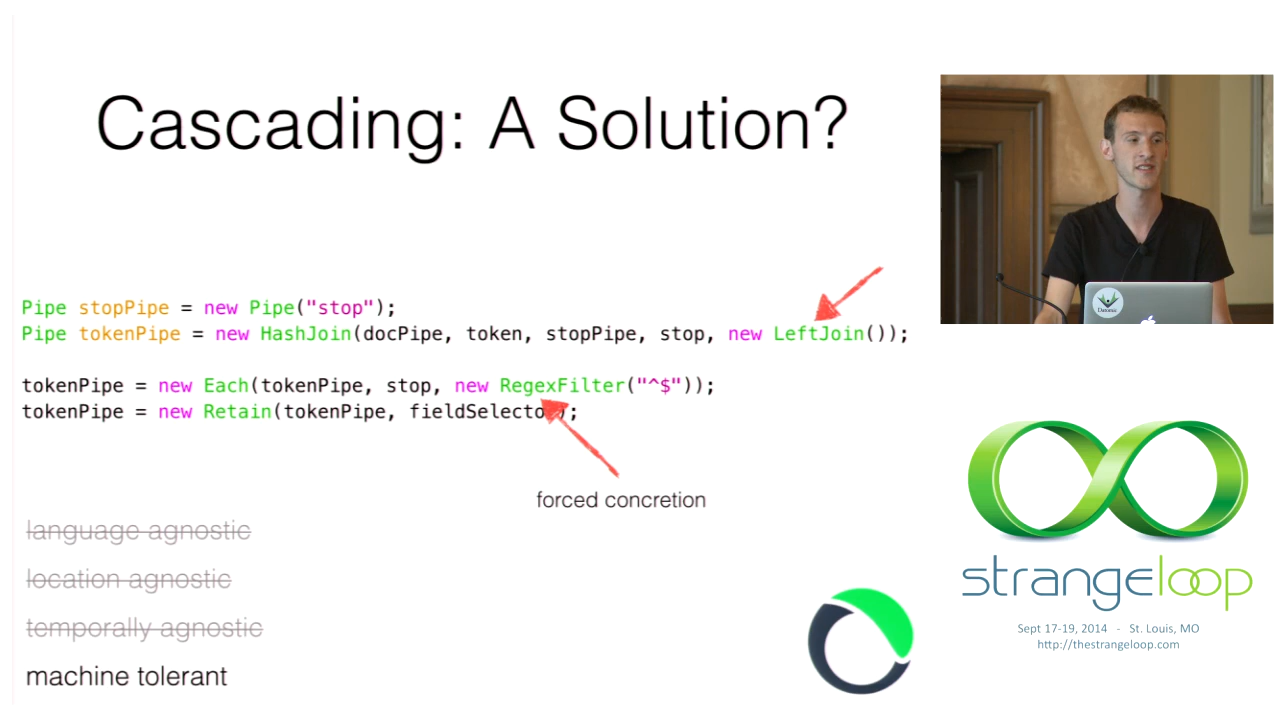 Cascading: A Solution?
Pipe stopPipe = new Pipe("stop");
Pipe tokenPipe = new HashJoin(docPipe, token, stopPipe, stop, new LeftJoin());
tokenPipe = new Each(tokenPipe, stop, new RegexFilter("^$"));
tokenPipe = new Retain(tokenPipe, fieldSelecto);
forced concretion
language agnostic
location agnostic
temporally agnostic
machine tolerant
Datomic
strangeloop
Sept 17-19, 2014 - St. Louis, MO
http://thestrangeloop.com